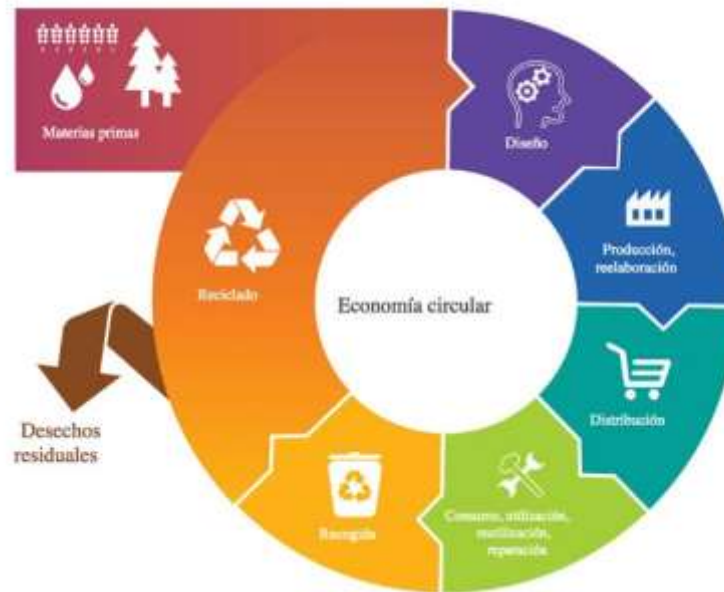 Materias primas
Diseño
Producción,
reelaboración
Distribución
Consumo, utilización,
reutilización,
reparación
Recogida
Reciclado
Economía circular
Desechos
residuales